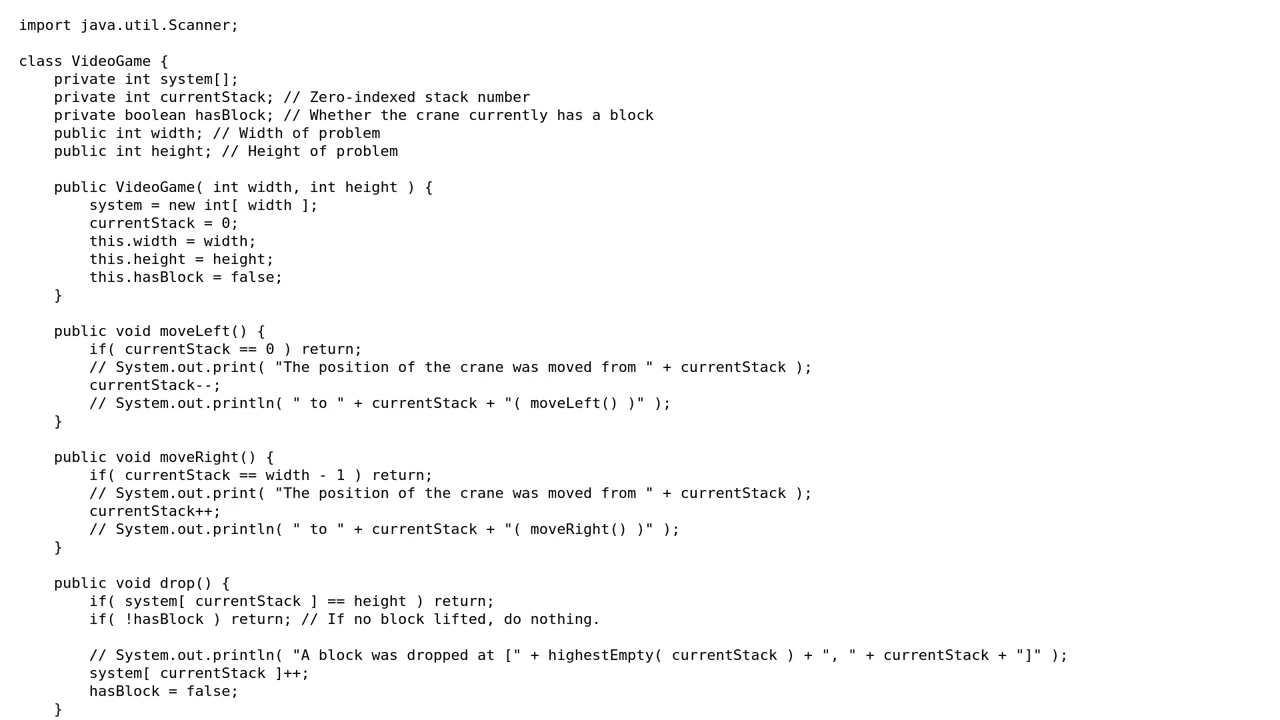 import java.util.Scanner;

class VideoGame {
    private int system[];
    private int currentStack; // Zero-indexed stack number
    private boolean hasBlock; // Whether the crane currently has a block
    public int width; // Width of problem
    public int height; // Height of problem

    public VideoGame( int width, int height ) {
        system = new int[ width ];
        currentStack = 0;
        this.width = width;
        this.height = height;
        this.hasBlock = false;
    }

    public void moveLeft() {
        if( currentStack == 0 ) return;
        // System.out.print( "The position of the crane was moved from " + currentStack );
        currentStack--;
        // System.out.println( " to " + currentStack + "( moveLeft() )" );
    }

    public void moveRight() {
        if( currentStack == width - 1 ) return;
        // System.out.print( "The position of the crane was moved from " + currentStack );
        currentStack++;
        // System.out.println( " to " + currentStack + "( moveRight() )" );
    }

    public void drop() {
        if( system[ currentStack ] == height ) return;
        if( !hasBlock ) return; // If no block lifted, do nothing.

        // System.out.println( "A block was dropped at [" + highestEmpty( currentStack ) + ", " + currentStack + "]" );
        system[ currentStack ]++;
        hasBlock = false;
    }